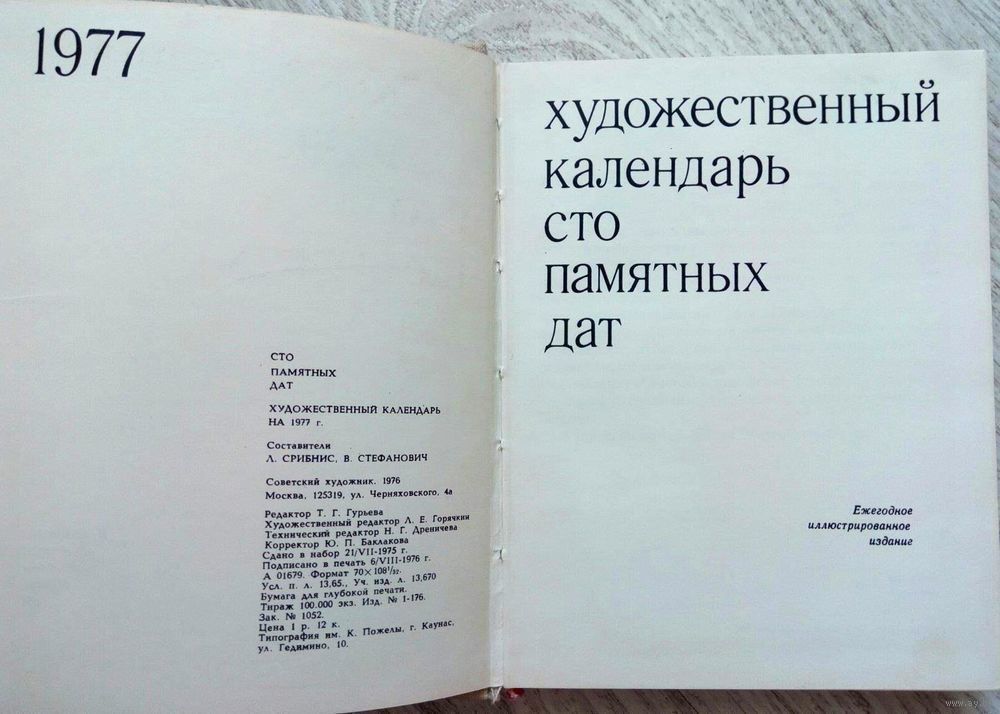 1977
СТО
ПАМЯТНЫХ
ДАТ
ХУДОЖЕСТВЕННЫЙ КАЛЕНДАРЬ
НА 1977 г.
Составители
Л. СРИБНИС, В. СТЕФАНОВИЧ
Советский художник. 1976
Москва, 125319, ул. Черняховского, 4а
Редактор Т. Г. Гурьева
Художественный редактор Л. Е. Горячкин
Технический редактор Н. Г. Дреничева
Корректор Ю. П. Баклакова
Сдано в набор 21/VII-1975 г.
Подписано в печать 6/VIII-1976 г.
А 01679. Формат 70×108¹/₃₂.
Усл. п. л. 13,65., Уч. изд. л. 13,670
Бумага для глубокой печати.
Тираж 100.000 экз. Изд. № 1-176.
Зак. № 1052.
Цена 1 р. 12 к.
Типография им. К. Пожелы, г. Каунас,
ул. Гедимино, 10.
художественный
календарь
сто
памятных
дат
Ежегодное
иллюстрированное
издание